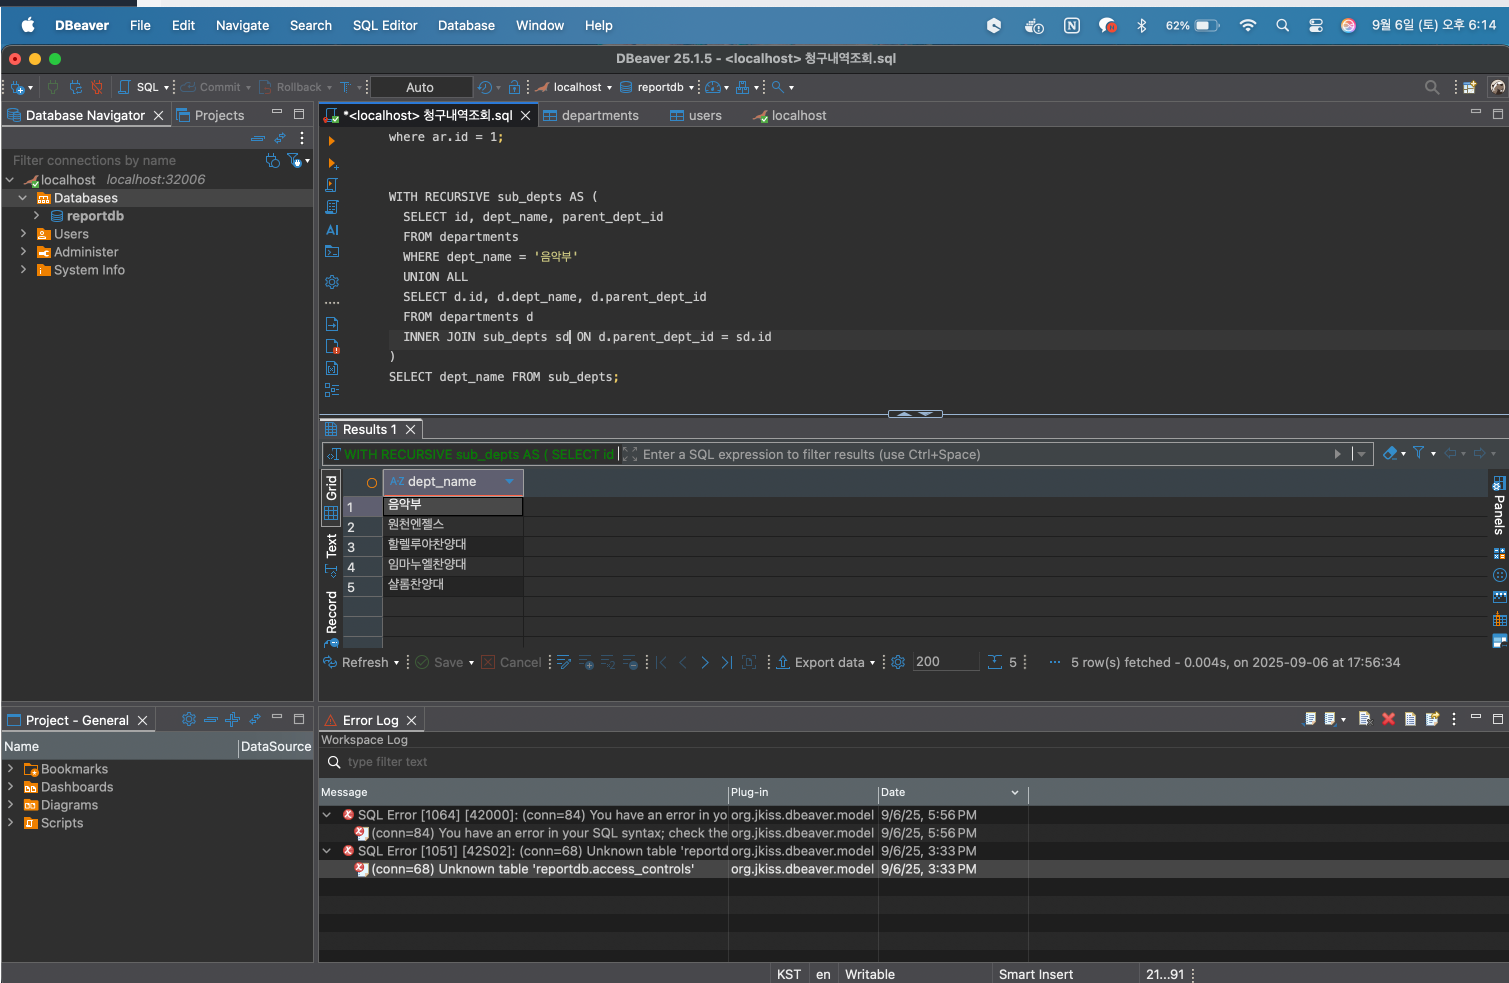 DBeaver File Edit Navigate Search SQL Editor Database Window Help 62% 9월 6일 (토) 오후 6:14
DBeaver 25.1.5 - <localhost> 청구내역조회.sql
SQL Commit Rollback T Auto localhost reportdb
Database Navigator Projects
*<localhost> 청구내역조회.sql departments users localhost
Filter connections by name
localhost localhost:32006
Databases
reportdb
Users
Administer
System Info
where ar.id = 1;
WITH RECURSIVE sub_depts AS (
SELECT id, dept_name, parent_dept_id
FROM departments
WHERE dept_name = '음악부'
UNION ALL
SELECT d.id, d.dept_name, d.parent_dept_id
FROM departments d
INNER JOIN sub_depts sd ON d.parent_dept_id = sd.id
)
SELECT dept_name FROM sub_depts;
AI
Results 1
WITH RECURSIVE sub_depts AS ( SELECT id Enter a SQL expression to filter results (use Ctrl+Space)
Grid
Text
Record
Panels
AZ dept_name
1 음악부
2 원천엔젤스
3 할렐루야찬양대
4 임마누엘찬양대
5 샬롬찬양대
Refresh Save Cancel Export data 200 5 ... 5 row(s) fetched - 0.004s, on 2025-09-06 at 17:56:34
Project - General
Name DataSource
Bookmarks
Dashboards
Diagrams
Scripts
Error Log
Workspace Log
type filter text
Message Plug-in Date
SQL Error [1064] [42000]: (conn=84) You have an error in yo org.jkiss.dbeaver.model 9/6/25, 5:56 PM
(conn=84) You have an error in your SQL syntax; check the org.jkiss.dbeaver.model 9/6/25, 5:56 PM
SQL Error [1051] [42S02]: (conn=68) Unknown table 'reportd org.jkiss.dbeaver.model 9/6/25, 3:33 PM
(conn=68) Unknown table 'reportdb.access_controls' org.jkiss.dbeaver.model 9/6/25, 3:33 PM
KST en Writable Smart Insert 21...91